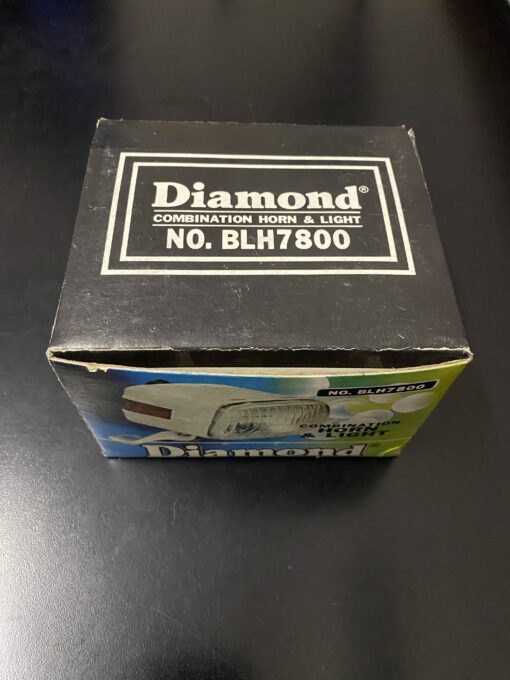 Diamond®
COMBINATION HORN & LIGHT
NO. BLH7800
NO. BLH7800
COMBINATION
HORN
& LIGHT
Diamond®